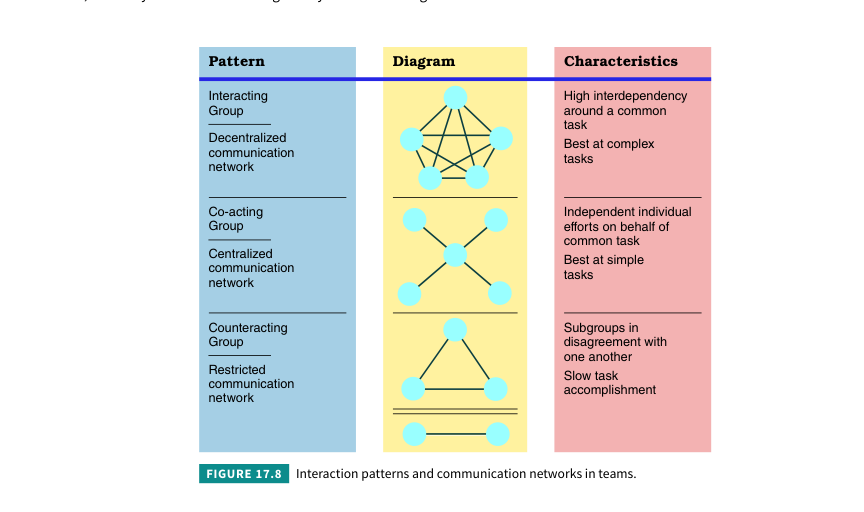 Pattern
Diagram
Characteristics
Interacting
Group
Decentralized
communication
network
High interdependency
around a common
task
Best at complex
tasks
Co-acting
Group
Centralized
communication
network
Independent individual
efforts on behalf of
common task
Best at simple
tasks
Counteracting
Group
Restricted
communication
network
Subgroups in
disagreement with
one another
Slow task
accomplishment
FIGURE 17.8 Interaction patterns and communication networks in teams.